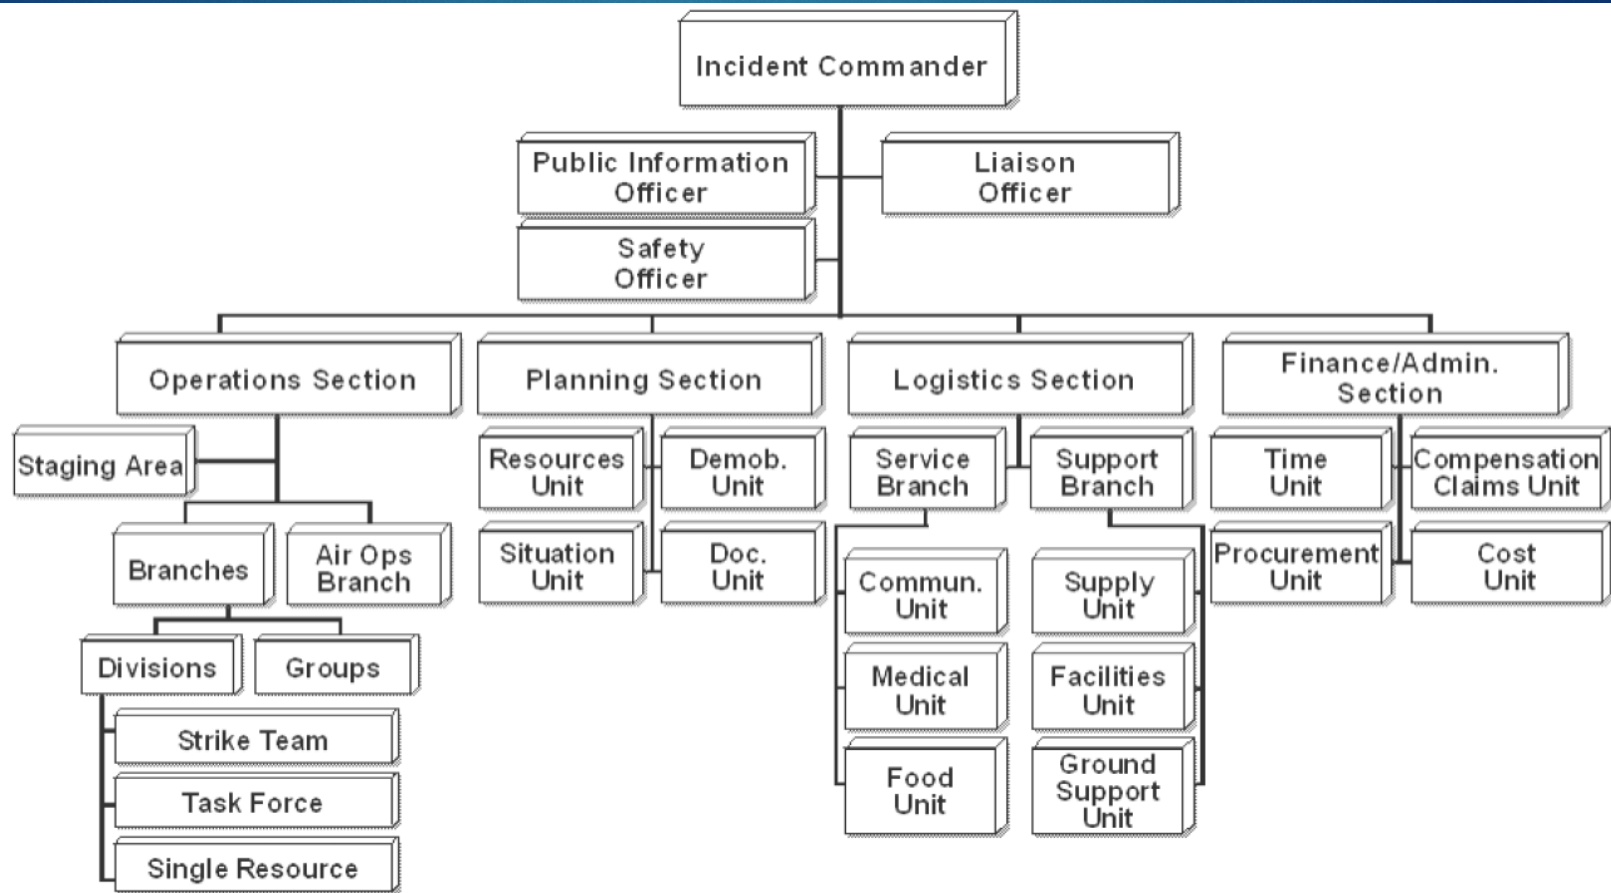 Incident Commander
Public Information
Officer
Liaison
Officer
Safety
Officer
Operations Section
Planning Section
Logistics Section
Finance/Admin.
Section
Staging Area
Resources
Unit
Demob.
Unit
Service
Branch
Support
Branch
Time
Unit
Compensation
Claims Unit
Branches
Air Ops
Branch
Situation
Unit
Doc.
Unit
Commun.
Unit
Supply
Unit
Procurement
Unit
Cost
Unit
Divisions
Groups
Medical
Unit
Facilities
Unit
Strike Team
Task Force
Single Resource
Food
Unit
Ground
Support
Unit